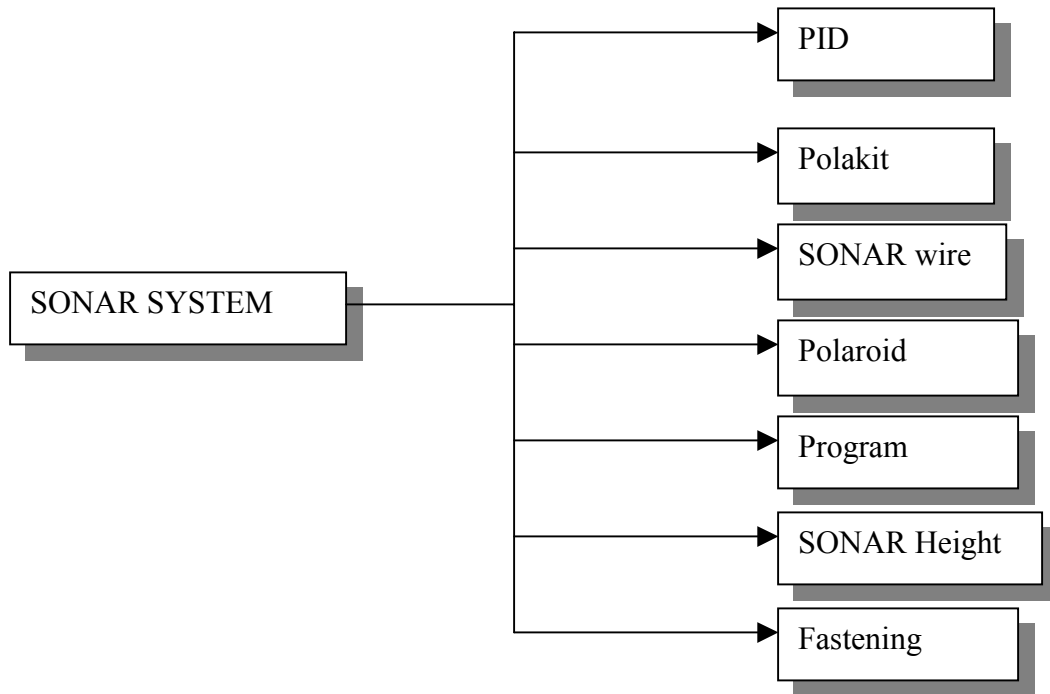 PID
Polakit
SONAR wire
SONAR SYSTEM
Polaroid
Program
SONAR Height
Fastening